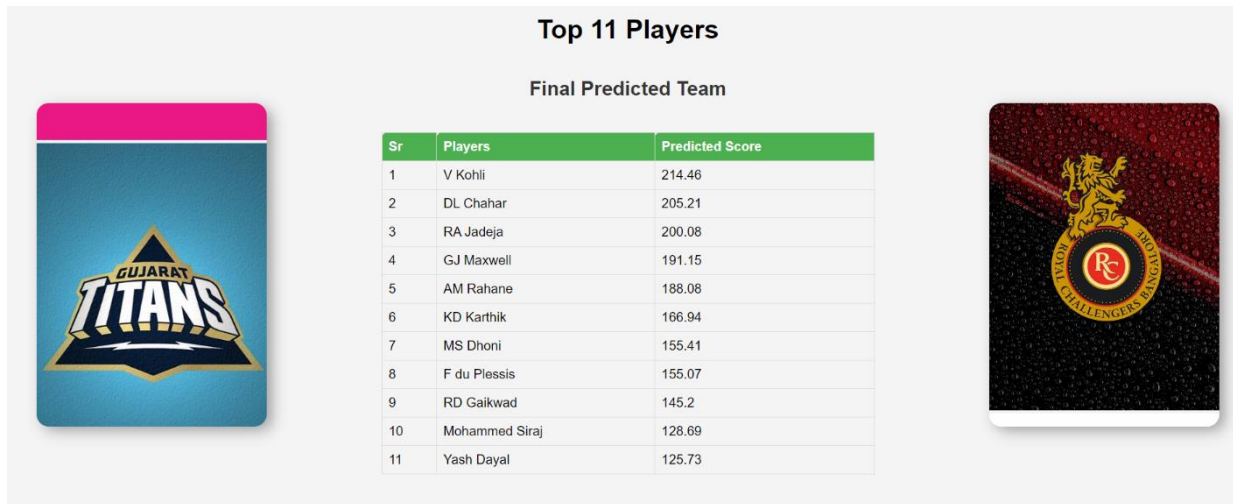 Top 11 Players
Final Predicted Team
Sr Players Predicted Score
1 V Kohli 214.46
2 DL Chahar 205.21
3 RA Jadeja 200.08
4 GJ Maxwell 191.15
5 AM Rahane 188.08
6 KD Karthik 166.94
7 MS Dhoni 155.41
8 F du Plessis 155.07
9 RD Gaikwad 145.2
10 Mohammed Siraj 128.69
11 Yash Dayal 125.73
GUJARAT
TITANS
RC
ROYAL CHALLENGERS BANGALORE